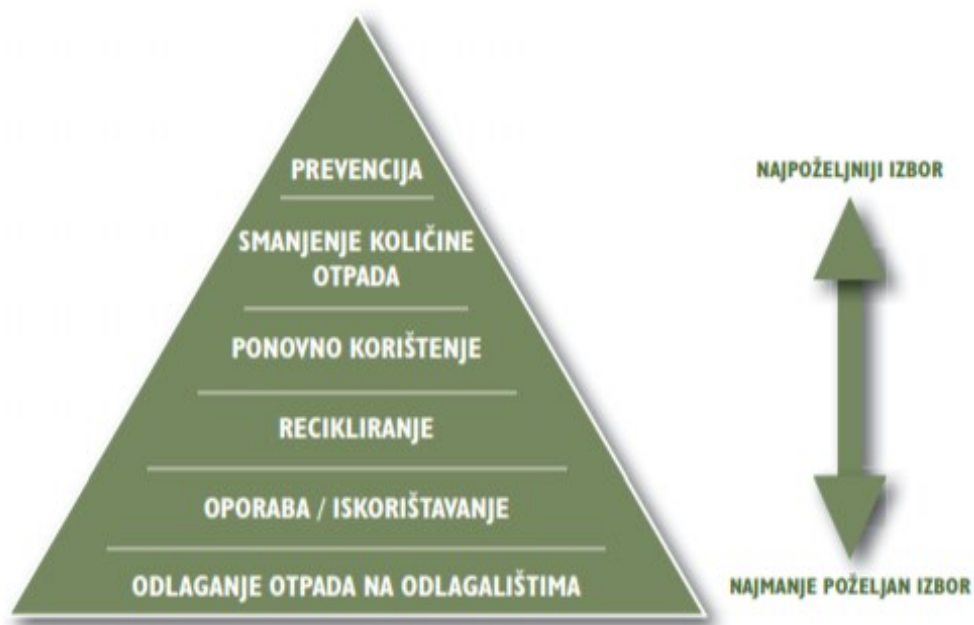 PREVENCIJA
SMANJENJE KOLIČINE
OTPADA
PONOVNO KORIŠTENJE
RECIKLIRANJE
OPORABA / ISKORIŠTAVANJE
ODLAGANJE OTPADA NA ODLAGALIŠTIMA
NAJPOŽELJNIJI IZBOR
NAJMANJE POŽELJAN IZBOR